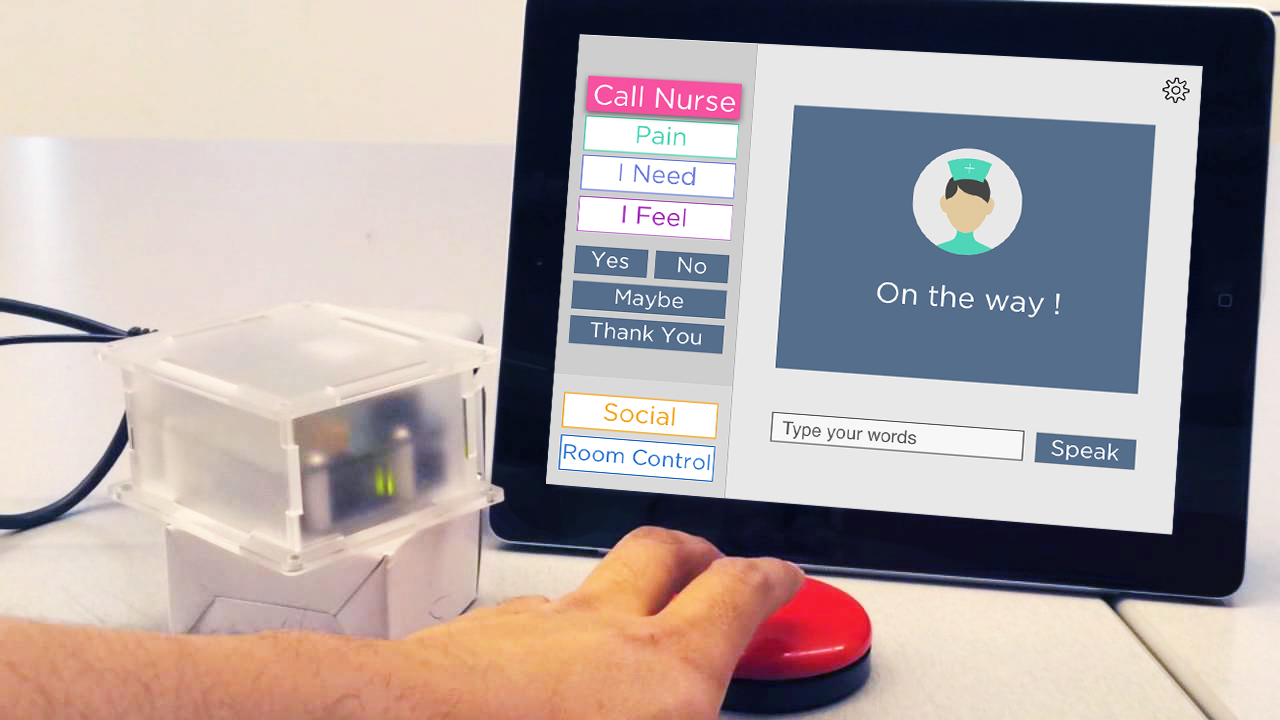 Call Nurse
Pain
I Need
I Feel
Yes No
Maybe
Thank You
Social
Room Control
On the way !
Type your words
Speak